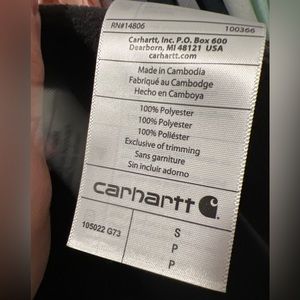 RN#14806 100366
Carhartt, Inc. P.O. Box 600
Dearborn, MI 48121 USA
carhartt.com
Made in Cambodia
Fabriqué au Cambodge
Hecho en Camboya
100% Polyester
100% Polyester
100% Poliéster
Exclusive of trimming
Sans garniture
Sin incluir adorno
carhartt
105022 G73
S
P
P